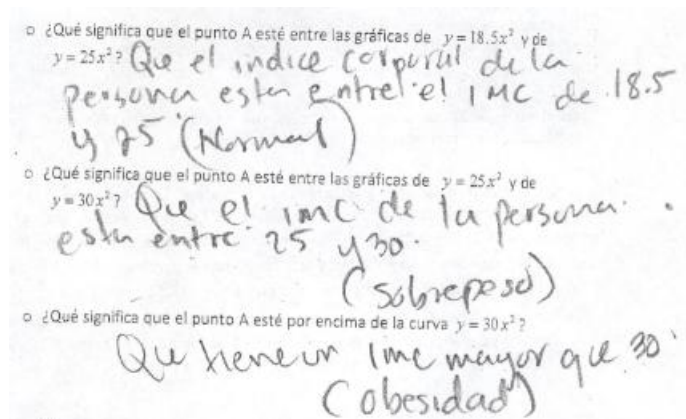 o ¿Qué significa que el punto A esté entre las gráficas de y = 18.5x² y de
y = 25x² ? Que el indice corporal de la
persona esta entre el IMC de 18.5
y 25 (Normal)
o ¿Qué significa que el punto A esté entre las gráficas de y = 25x² y de
y = 30x² ? Que el imc de la persona
esta entre 25 y 30.
(sobrepeso)
o ¿Qué significa que el punto A esté por encima de la curva y = 30x² ?
Que tiene un imc mayor que 30
(obesidad)